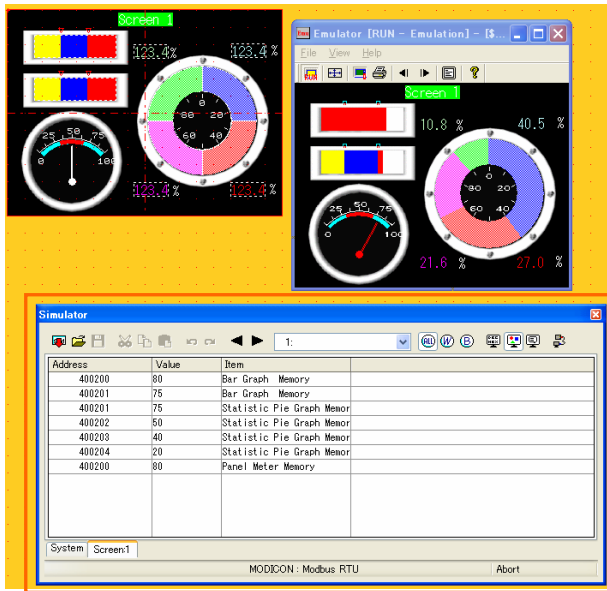 Screen 1
123.4 %
123.4 %
0
80 20
60 40
25 50 75
0 100
123.4 %
123.4 %
Emulator [RUN - Emulation] - [$...
File View Help
Screen 1
10.8 %
40.5 %
0
80 20
60 40
25 50 75
0 100
21.6 %
27.0 %
Simulator
1:
ALL W B
Address Value Item
400200 80 Bar Graph Memory
400201 75 Bar Graph Memory
400201 75 Statistic Pie Graph Memor
400202 50 Statistic Pie Graph Memor
400203 40 Statistic Pie Graph Memor
400204 20 Statistic Pie Graph Memor
400200 80 Panel Meter Memory
System Screen:1
MODICON : Modbus RTU Abort